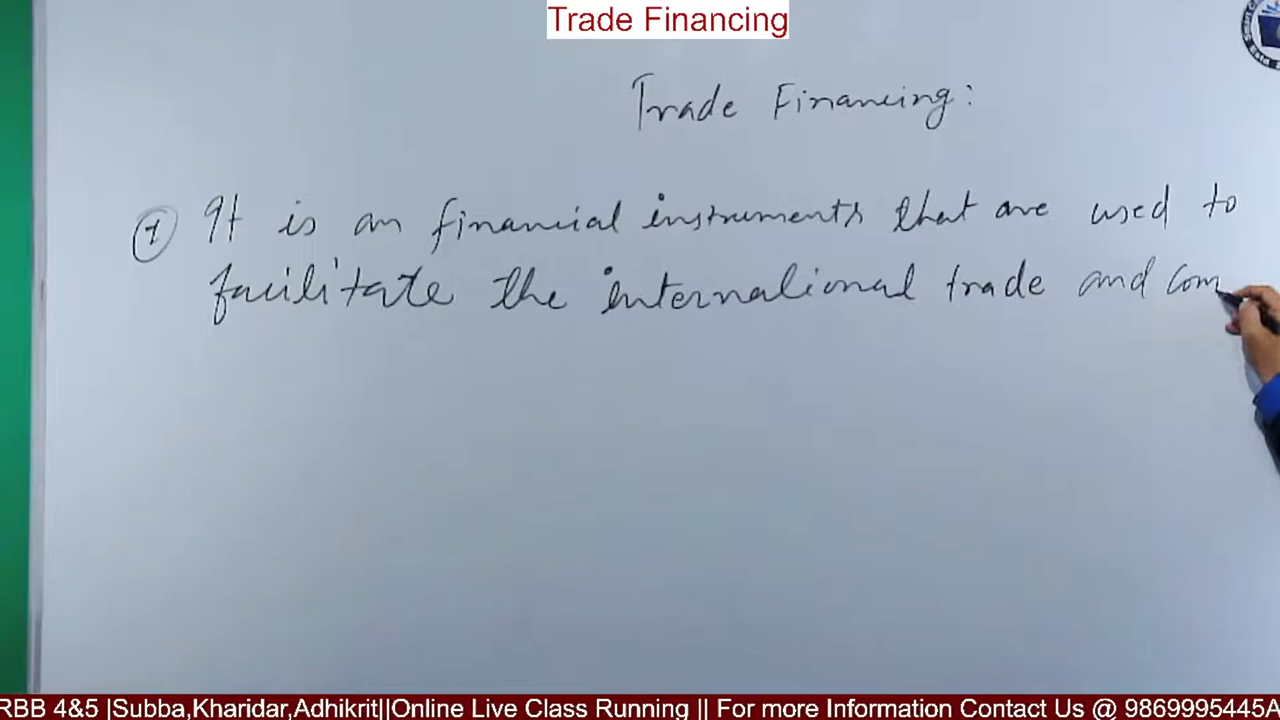 Trade Financing
Trade Financing:
1 It is an financial instruments that are used to
facilitate the international trade and com
RBB 4&5 |Subba,Kharidar,Adhikrit||Online Live Class Running || For more Information Contact Us @ 9869995445A